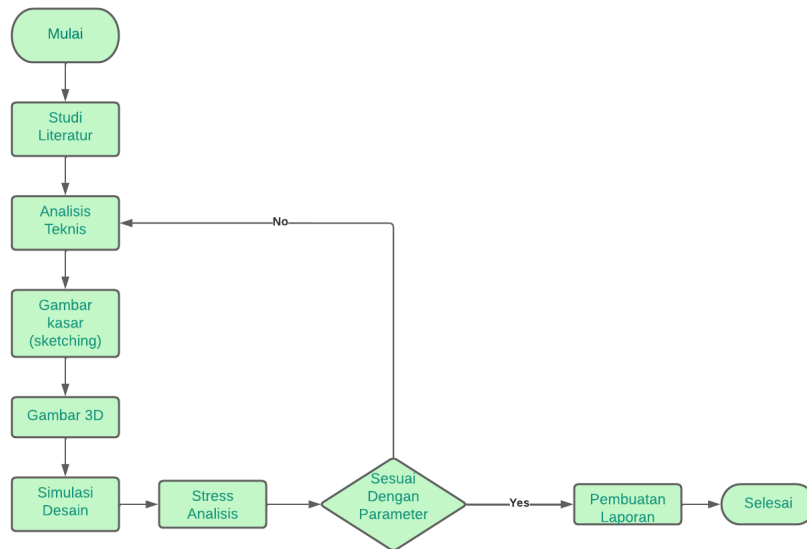 Mulai
Studi
Literatur
Analisis
Teknis
No
Gambar
kasar
(sketching)
Gambar 3D
Simulasi
Desain
Stress
Analisis
Sesuai
Dengan
Parameter
Yes
Pembuatan
Laporan
Selesai